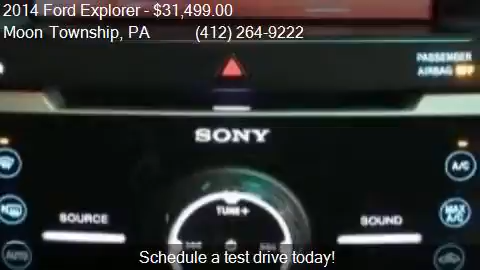 2014 Ford Explorer - $31,499.00
Moon Township, PA (412) 264-9222
PASSENGER
AIRBAG OFF
SONY
A/C
TUNE+
MAX
A/C
SOURCE
SOUND
AUTO
Schedule a test drive today!